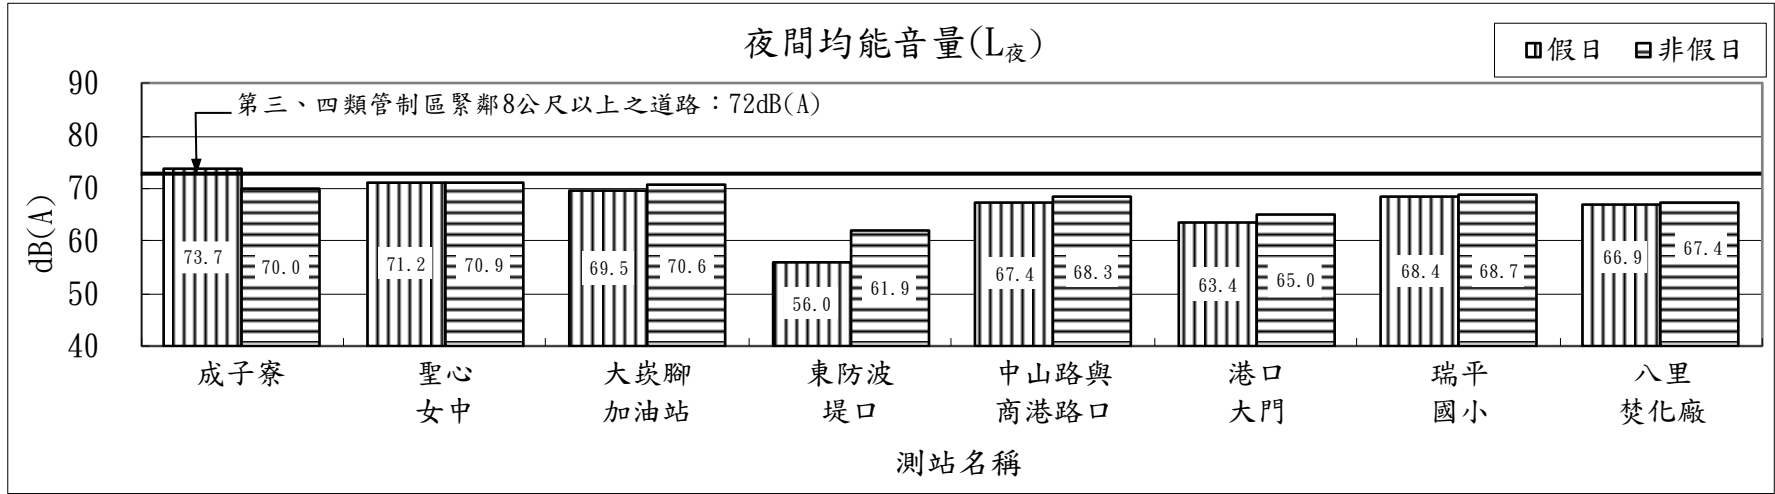 夜間均能音量(L夜)
假日 非假日
90
80
70
60
50
40
dB(A)
第三、四類管制區緊鄰8公尺以上之道路：72dB(A)
73.7 70.0 71.2 70.9 69.5 70.6 56.0 61.9 67.4 68.3 63.4 65.0 68.4 68.7 66.9 67.4
成子寮 聖心 大崁腳 東防波 中山路與 港口 瑞平 八里
女中 加油站 堤口 商港路口 大門 國小 焚化廠
測站名稱